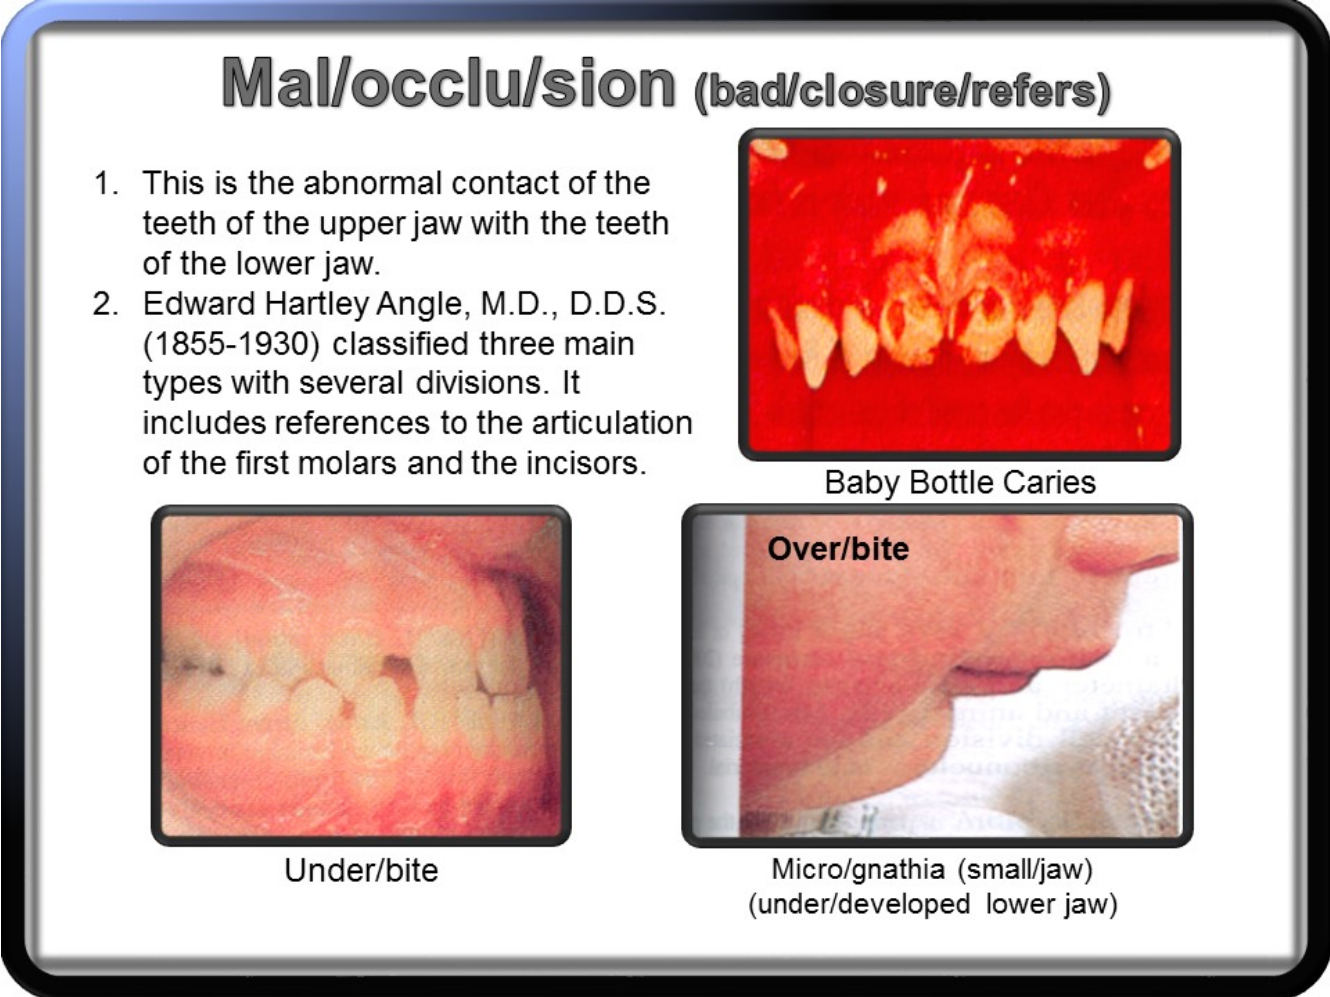 Mal/occlu/sion (bad/closure/refers)
1. This is the abnormal contact of the
teeth of the upper jaw with the teeth
of the lower jaw.
2. Edward Hartley Angle, M.D., D.D.S.
(1855-1930) classified three main
types with several divisions. It
includes references to the articulation
of the first molars and the incisors.
Baby Bottle Caries
Under/bite
Over/bite
Micro/gnathia (small/jaw)
(under/developed lower jaw)